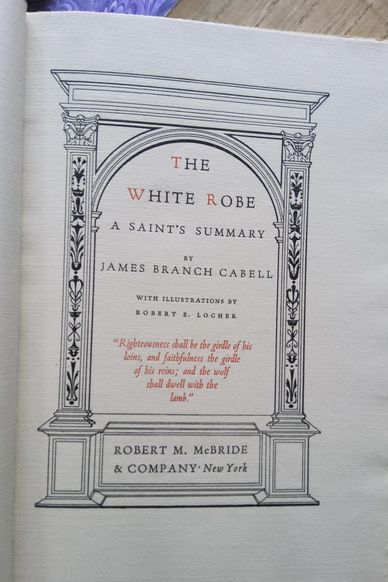 THE
WHITE ROBE
A SAINT'S SUMMARY
BY
JAMES BRANCH CABELL
WITH ILLUSTRATIONS BY
ROBERT E. LOCHER
"Righteousness shall be the girdle of his
loins, and faithfulness the girdle
of his reins; and the wolf
shall dwell with the
lamb."
ROBERT M. McBRIDE
& COMPANY · New York